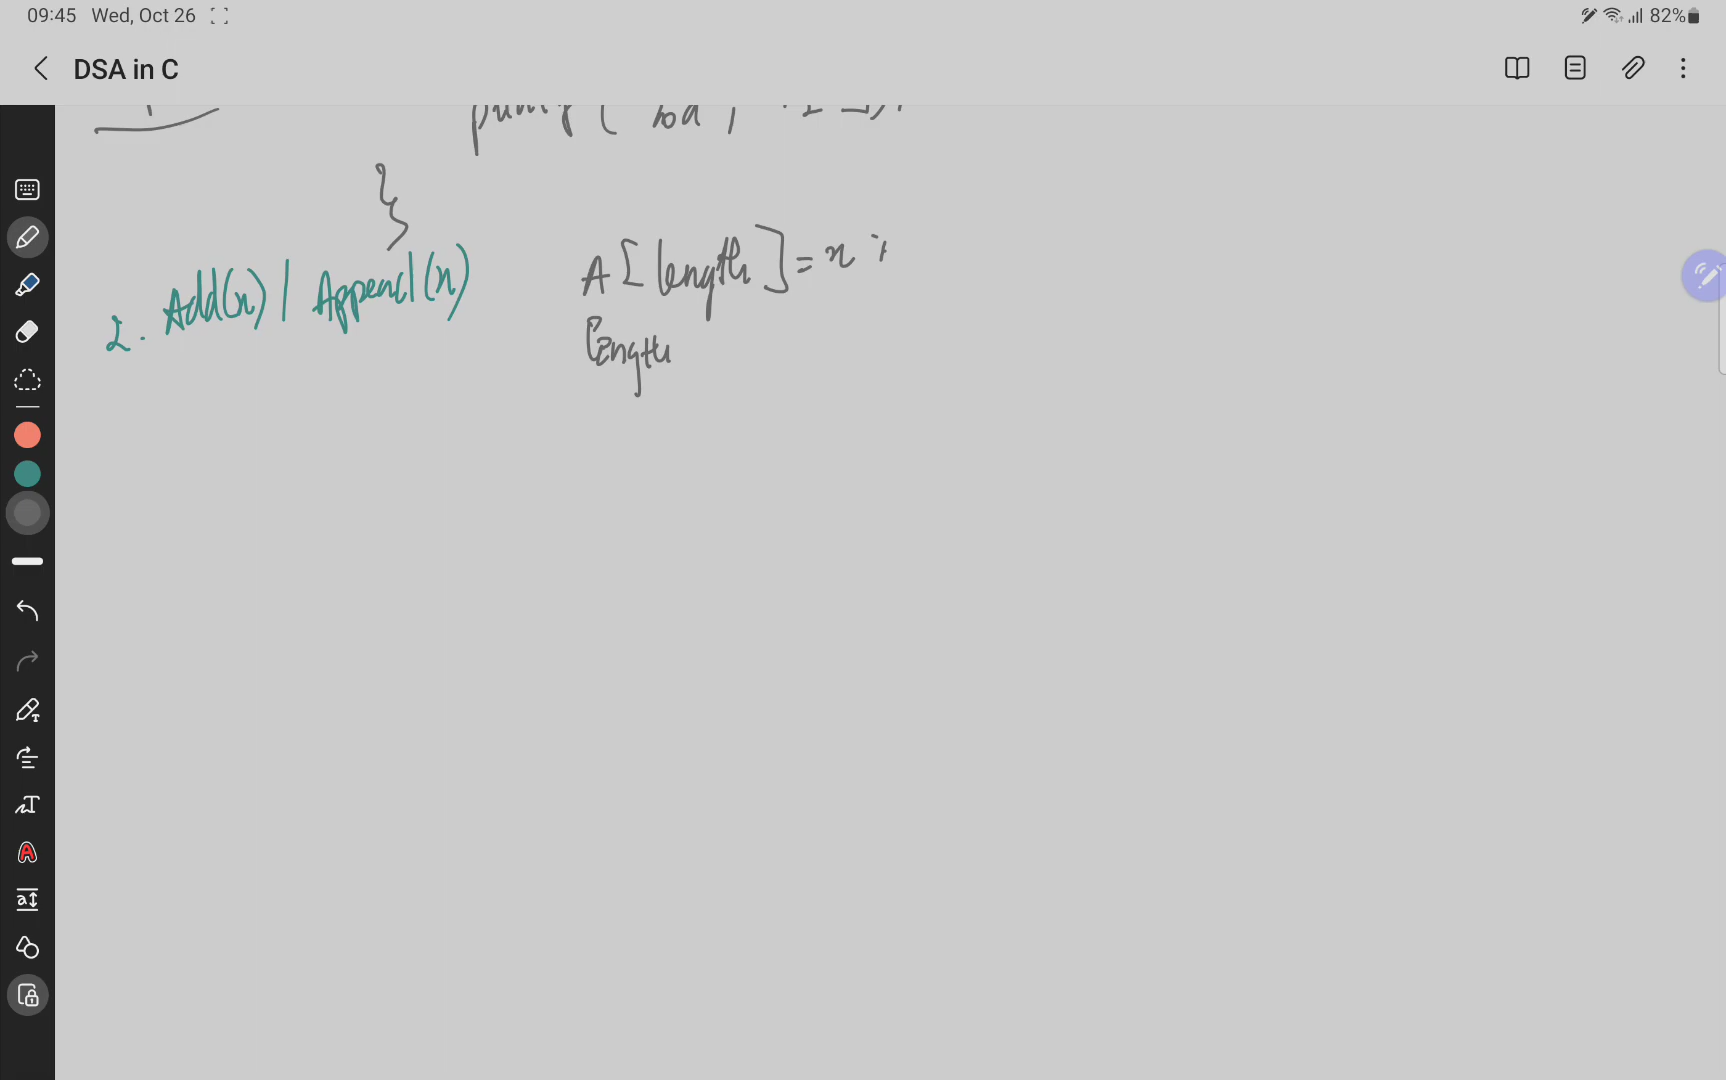 09:45 Wed, Oct 26 82%
DSA in C
}
2. Add(x) | Append(x) A[length] = x;
length